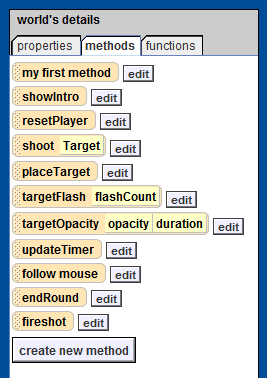 world's details
properties methods functions
my first method edit
showIntro edit
resetPlayer edit
shoot Target edit
placeTarget edit
targetFlash flashCount edit
targetOpacity opacity duration edit
updateTimer edit
follow mouse edit
endRound edit
fireshot edit
create new method